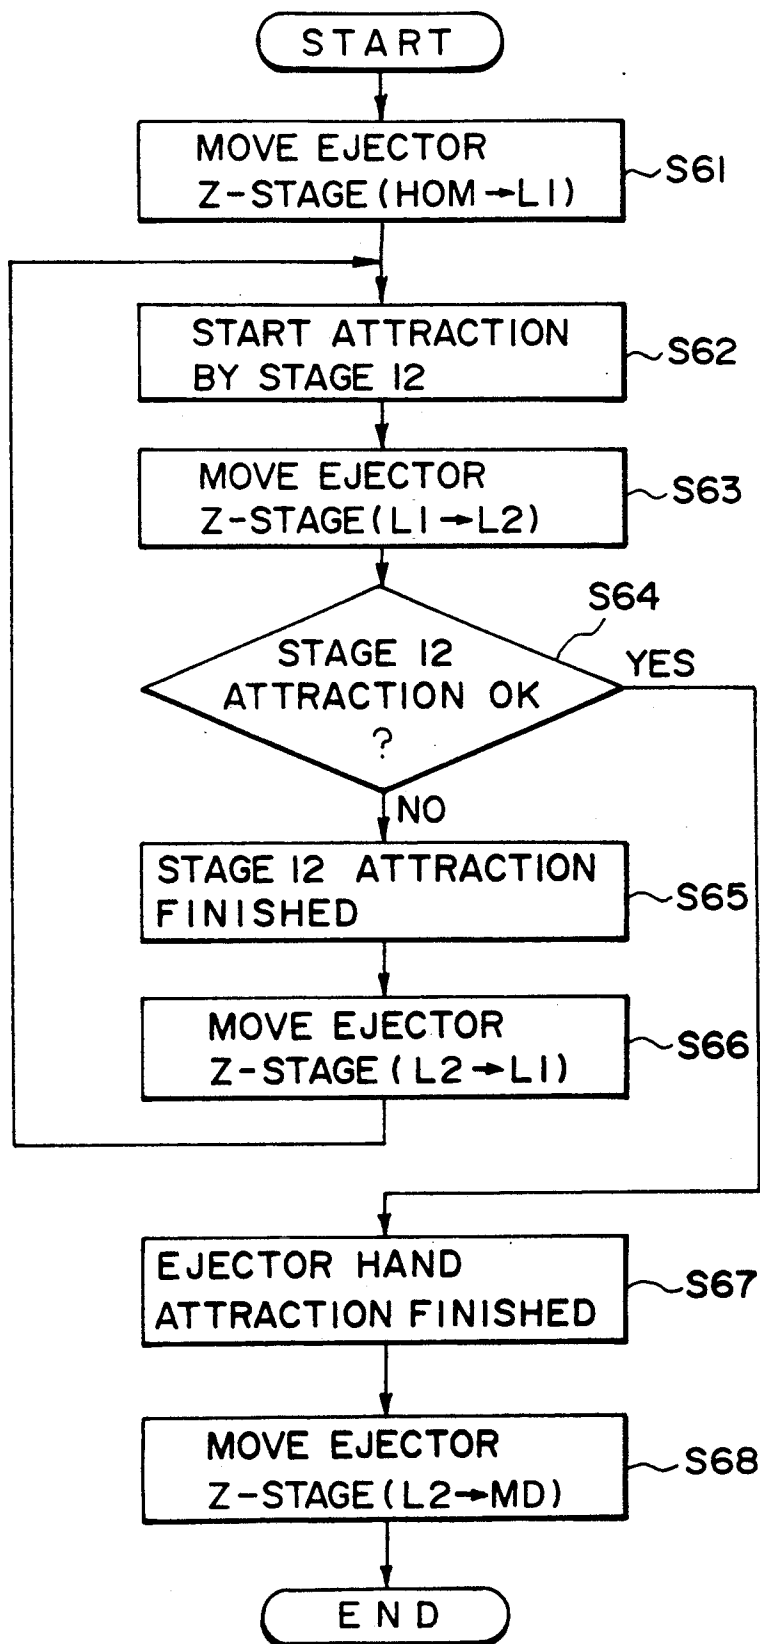 START
MOVE EJECTOR
Z-STAGE (HOM→L1)
S61
START ATTRACTION
BY STAGE 12
S62
MOVE EJECTOR
Z-STAGE (L1→L2)
S63
S64
STAGE 12
ATTRACTION OK
?
YES
NO
STAGE 12 ATTRACTION
FINISHED
S65
MOVE EJECTOR
Z-STAGE (L2→L1)
S66
EJECTOR HAND
ATTRACTION FINISHED
S67
MOVE EJECTOR
Z-STAGE (L2→MD)
S68
END